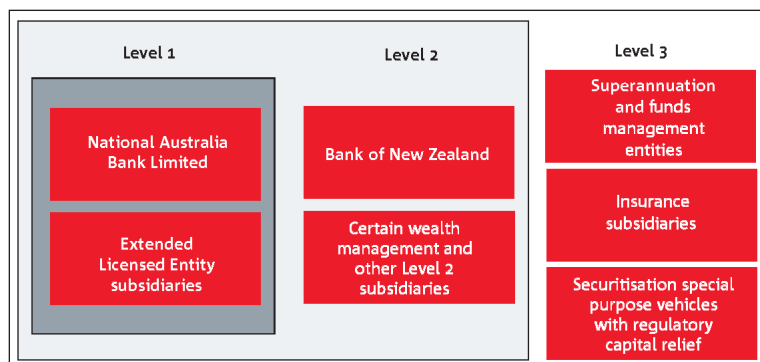 Level 1
National Australia
Bank Limited
Extended
Licensed Entity
subsidiaries
Level 2
Bank of New Zealand
Certain wealth
management and
other Level 2
subsidiaries
Level 3
Superannuation
and funds
management
entities
Insurance
subsidiaries
Securitisation special
purpose vehicles
with regulatory
capital relief